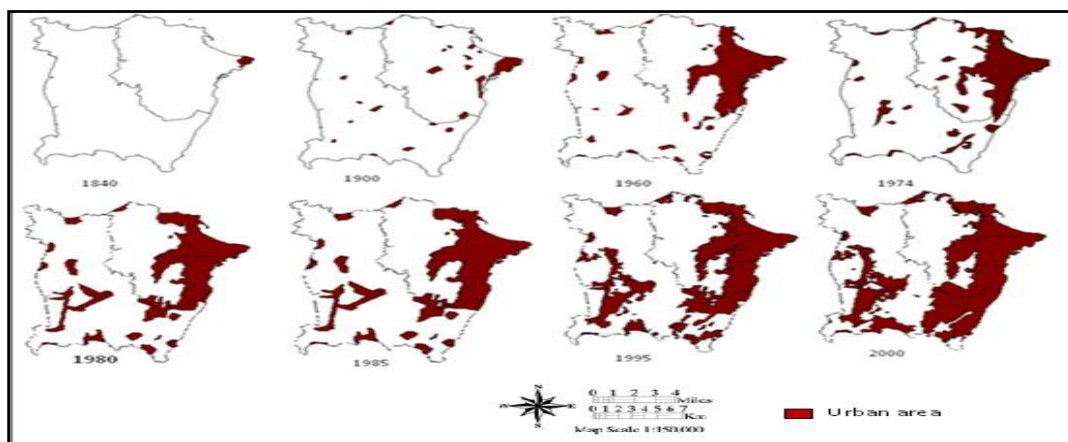 1840
1900
1960
1974
1980
1985
1995
2000
N
W
E
S
0 1 2 3 4
Miles
0 1 2 3 4 5 6 7
Km
Map Scale 1:150,000
Urban area